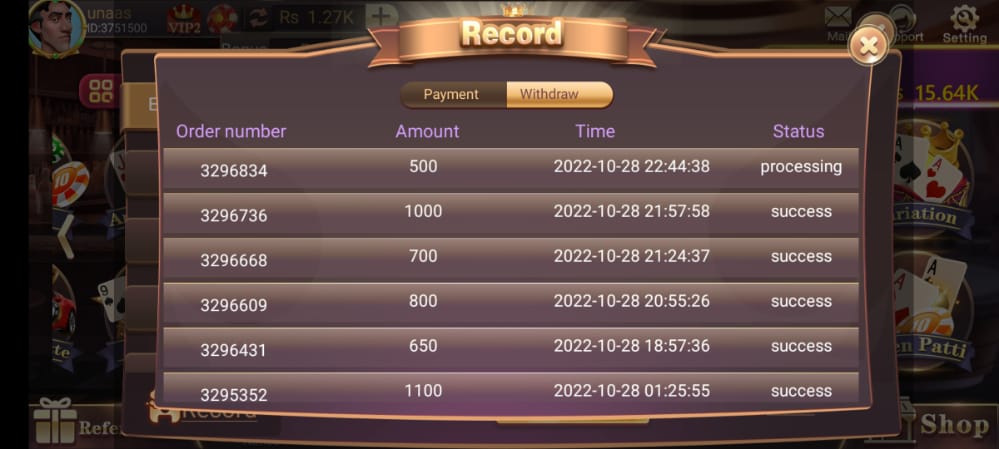 unaas
ID:3751500
VIP2
Rs 1.27K
Record
Setting
Payment
Withdraw
15.64K
Order number Amount Time Status
3296834 500 2022-10-28 22:44:38 processing
3296736 1000 2022-10-28 21:57:58 success
3296668 700 2022-10-28 21:24:37 success
3296609 800 2022-10-28 20:55:26 success
3296431 650 2022-10-28 18:57:36 success
3295352 1100 2022-10-28 01:25:55 success
Record
Shop